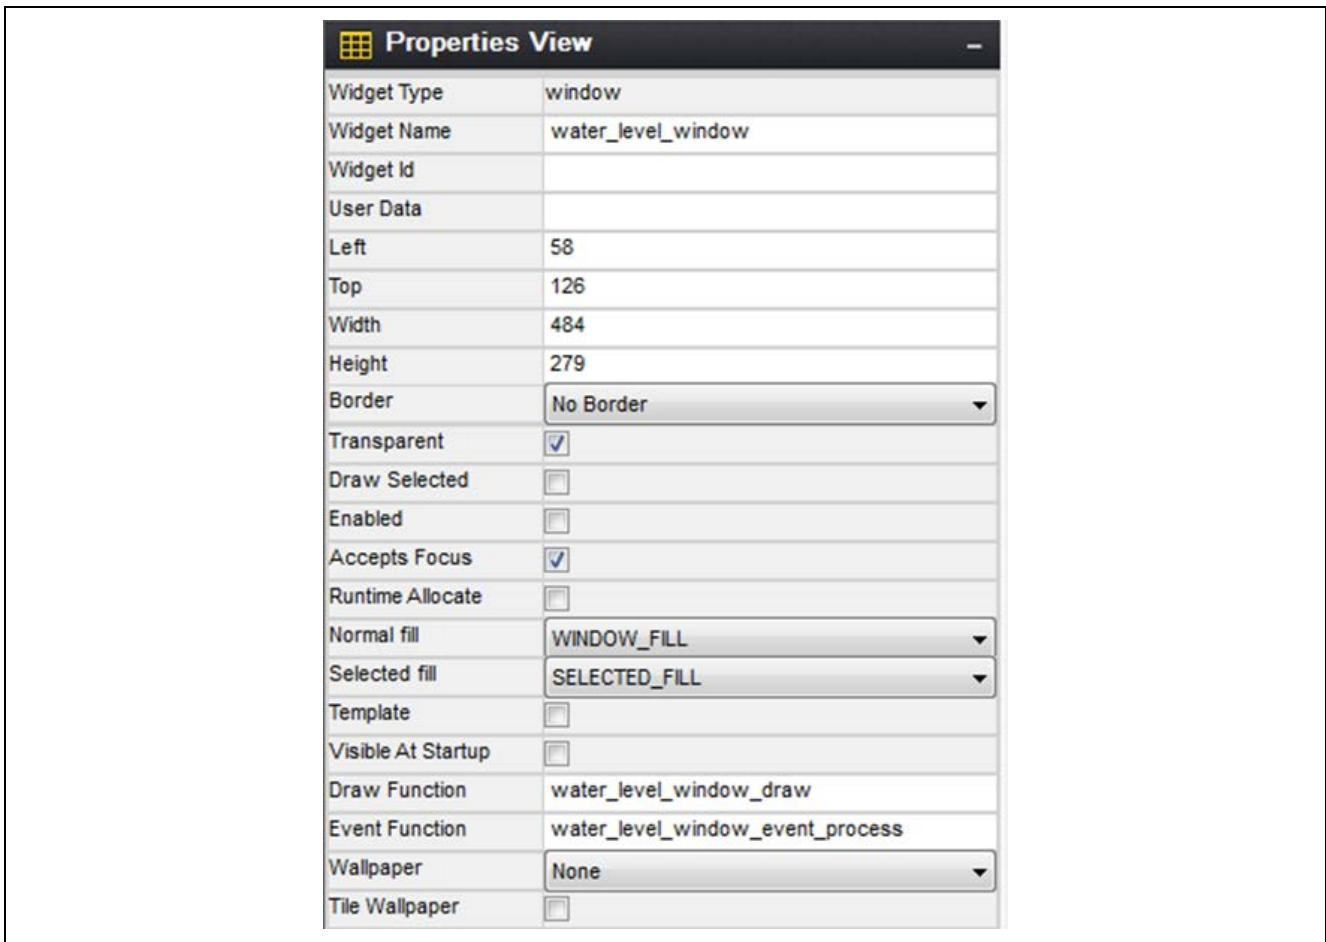 Properties View
Widget Type window
Widget Name water_level_window
Widget Id
User Data
Left 58
Top 126
Width 484
Height 279
Border No Border
Transparent
Draw Selected
Enabled
Accepts Focus
Runtime Allocate
Normal fill WINDOW_FILL
Selected fill SELECTED_FILL
Template
Visible At Startup
Draw Function water_level_window_draw
Event Function water_level_window_event_process
Wallpaper None
Tile Wallpaper